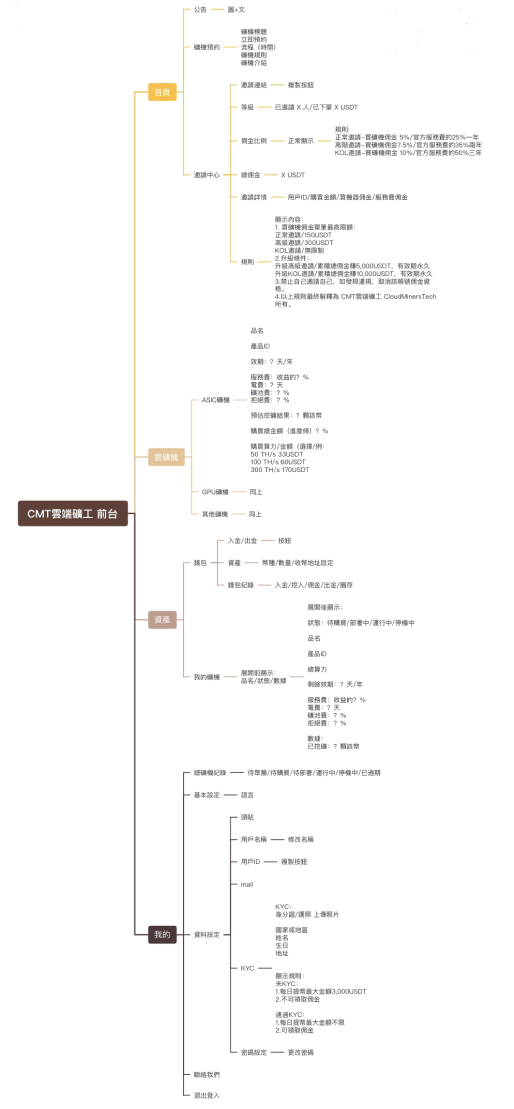 CMT雲端礦工 前台
首頁
公告
圖+文
礦機預約
礦機標題
立即預約
流程（時間）
礦機規則
礦機介紹
邀請中心
邀請連結
複製按鈕
等級
已邀請 X 人/已下單 X USDT
佣金比例
正常顯示
規則:
正常邀請-買礦機佣金 5%/官方服務費的25%一年
高階邀請-買礦機佣金7.5%/官方服務費的35%兩年
KOL邀請-買礦機佣金 10%/官方服務費的50%三年
總佣金
X USDT
邀請詳情
用戶ID/購買金額/買機器佣金/服務費佣金
規則
顯示內容:
1. 買礦機佣金單筆最高限額:
正常邀請/150USDT
高級邀請/300USDT
KOL邀請/無限制
2.升級條件:
升級高級邀請/累積總佣金賺5,000USDT，有效期永久
升級KOL邀請/累積總佣金賺10,000USDT，有效期永久
3.禁止自己邀請自己，如發現違規，取消該帳號佣金資
格。
4.以上規則最終解釋為 CMT雲端礦工 CloudMinersTech
所有。
雲礦機
ASIC礦機
品名
產品ID
效期：？天/年
服務費：收益的？%
電費：？天
礦池費：？%
拒絕費：？%
預估挖礦結果：？顆該幣
購買總金額（進度條）？%
購買算力/金額（選擇/例:
50 TH/s 33USDT
100 TH/s 60USDT
300 TH/s 170USDT
GPU礦機
同上
其他礦機
同上
資產
錢包
入金/出金
按鈕
資產
幣種/數量/收幣地址設定
錢包紀錄
入金/挖入/佣金/出金/圈存
我的礦機
展開前顯示:
品名/狀態/數據
展開後顯示:
狀態：待購買/部署中/運行中/停機中
品名
產品ID
總算力
剩餘效期：？天/年
服務費：收益的？%
電費：？天
礦池費：？%
拒絕費：？%
數據:
已挖礦：？顆該幣
我的
總礦機紀錄
待眾籌/待購買/待部署/運行中/停機中/已過期
基本設定
語言
資料設定
頭貼
用戶名稱
修改名稱
用戶ID
複製按鈕
mail
KYC
KYC:
身分證/護照 上傳照片
國家或地區
姓名
生日
地址
顯示規則:
未KYC:
1.每日提幣最大金額3,000USDT
2.不可領取佣金
通過KYC:
1.每日提幣最大金額不限
2.可領取佣金
密碼設定
更改密碼
聯絡我們
退出登入